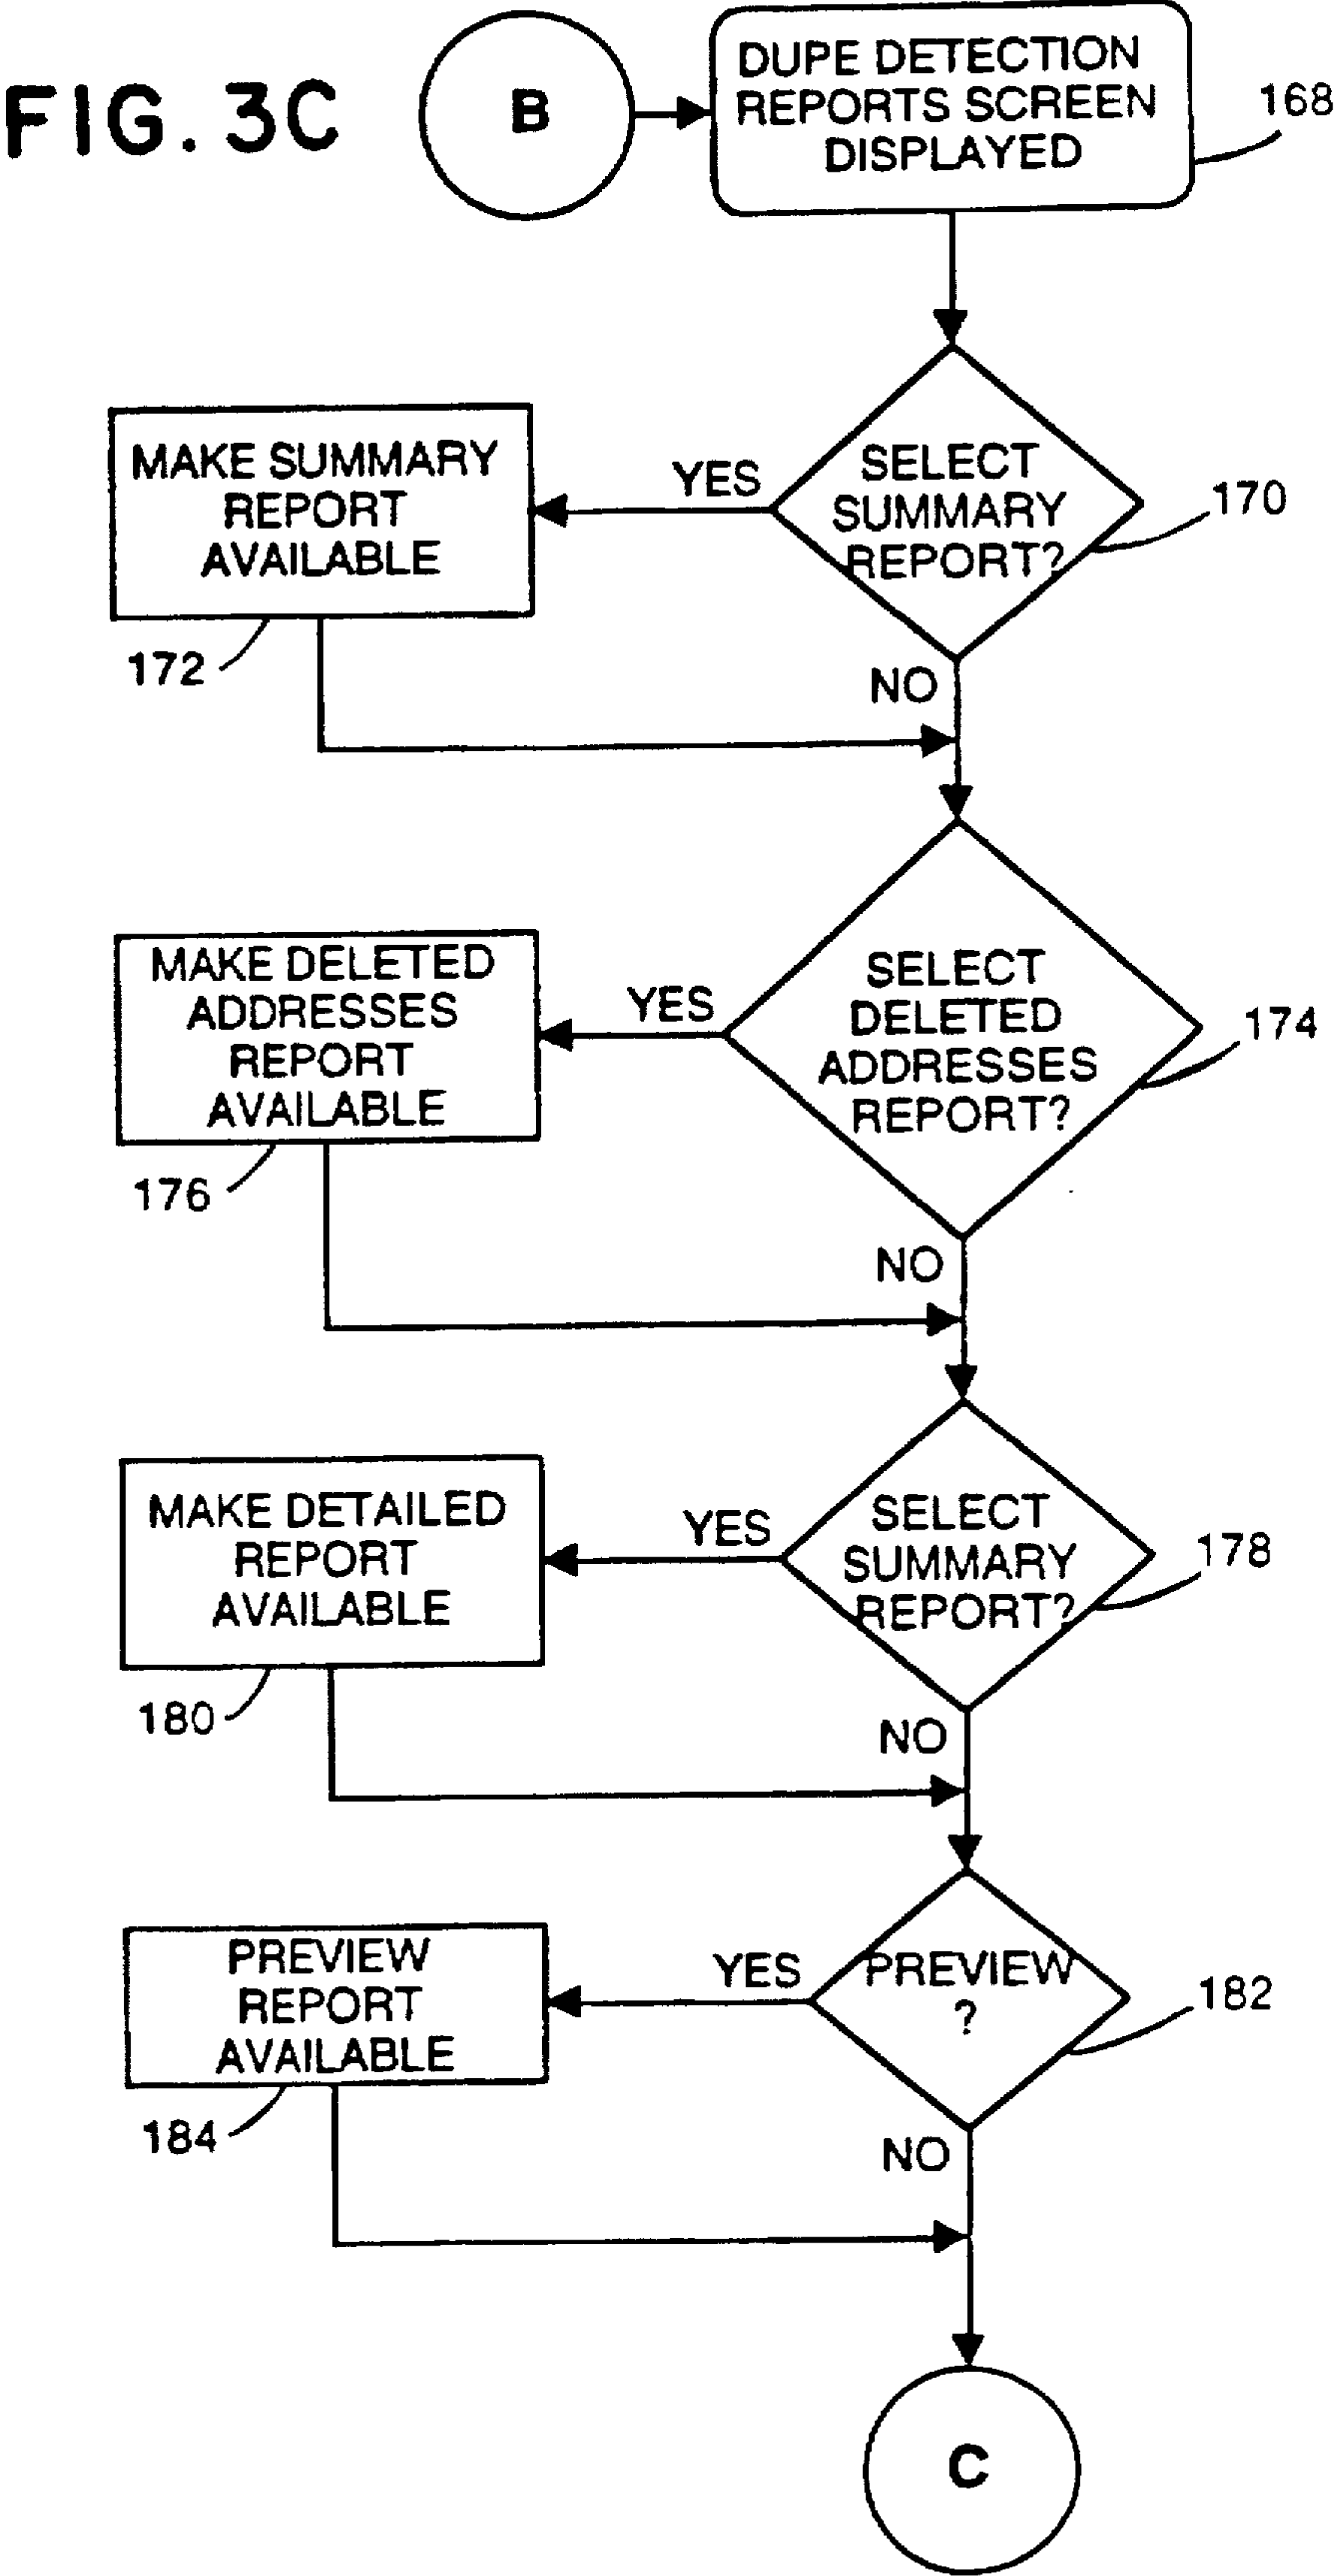 FIG. 3C
B
DUPE DETECTION
REPORTS SCREEN
DISPLAYED
168
SELECT
SUMMARY
REPORT?
170
YES
MAKE SUMMARY
REPORT
AVAILABLE
172
NO
SELECT
DELETED
ADDRESSES
REPORT?
174
YES
MAKE DELETED
ADDRESSES
REPORT
AVAILABLE
176
NO
SELECT
SUMMARY
REPORT?
178
YES
MAKE DETAILED
REPORT
AVAILABLE
180
NO
PREVIEW
?
182
YES
PREVIEW
REPORT
AVAILABLE
184
NO
C